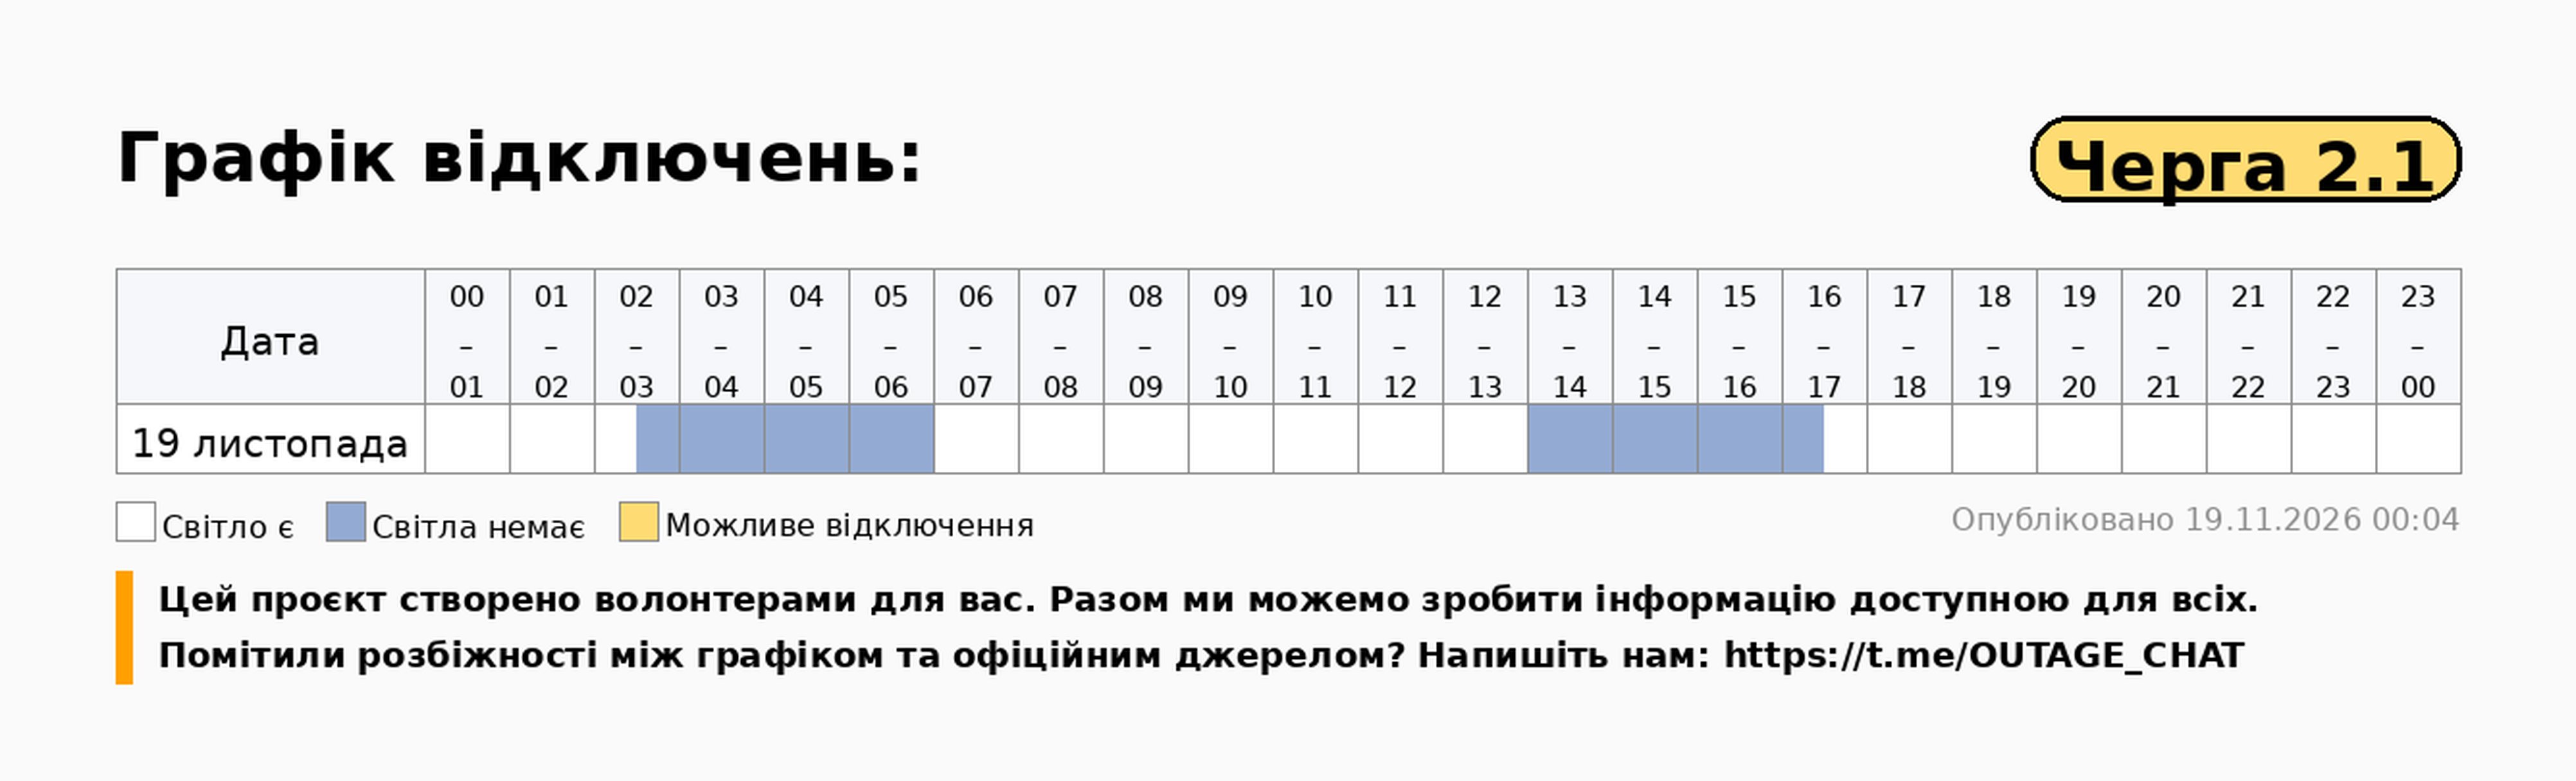 Графік відключень:
Черга 2.1
Дата 00 – 01 01 – 02 02 – 03 03 – 04 04 – 05 05 – 06 06 – 07 07 – 08 08 – 09 09 – 10 10 – 11 11 – 12 12 – 13 13 – 14 14 – 15 15 – 16 16 – 17 17 – 18 18 – 19 19 – 20 20 – 21 21 – 22 22 – 23 23 – 00
19 листопада
Світло є Світла немає Можливе відключення
Опубліковано 19.11.2026 00:04
Цей проєкт створено волонтерами для вас. Разом ми можемо зробити інформацію доступною для всіх.
Помітили розбіжності між графіком та офіційним джерелом? Напишіть нам: https://t.me/OUTAGE_CHAT